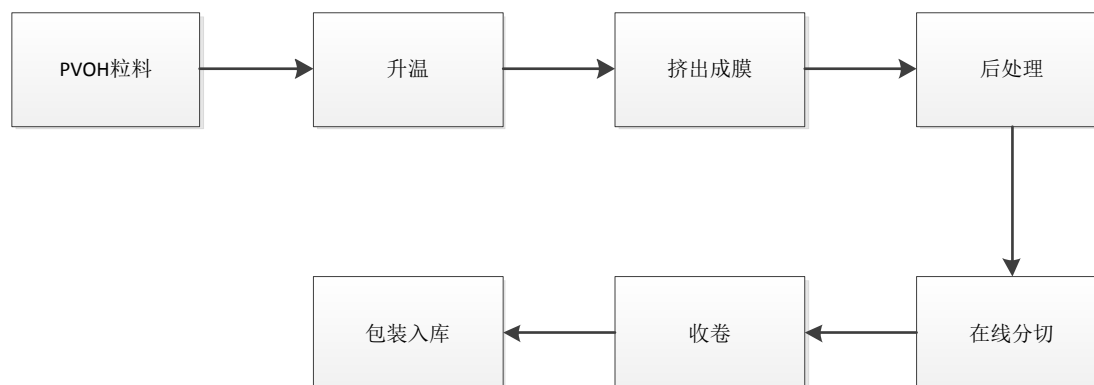 PVOH粒料
升温
挤出成膜
后处理
在线分切
收卷
包装入库